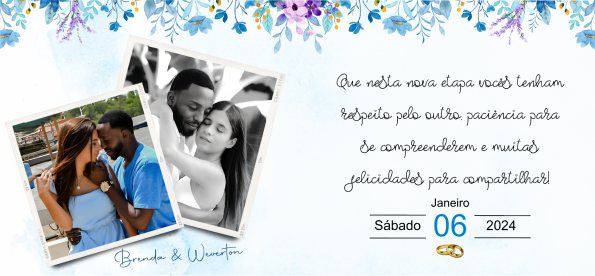 Que nesta nova etapa vocês tenham
respeito pelo outro, paciência para
se compreenderem e muitas
felicidades para compartilhar!
Janeiro
Sábado 06 2024
Brenda & Weverton